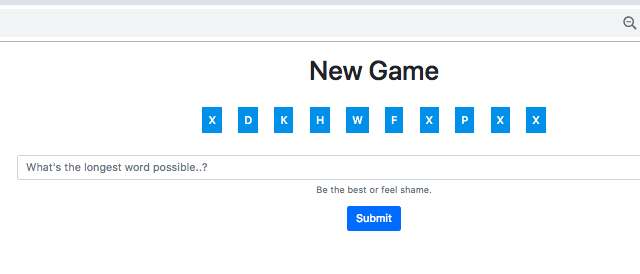 New Game
X D K H W F X P X X
What's the longest word possible..?
Be the best or feel shame.
Submit